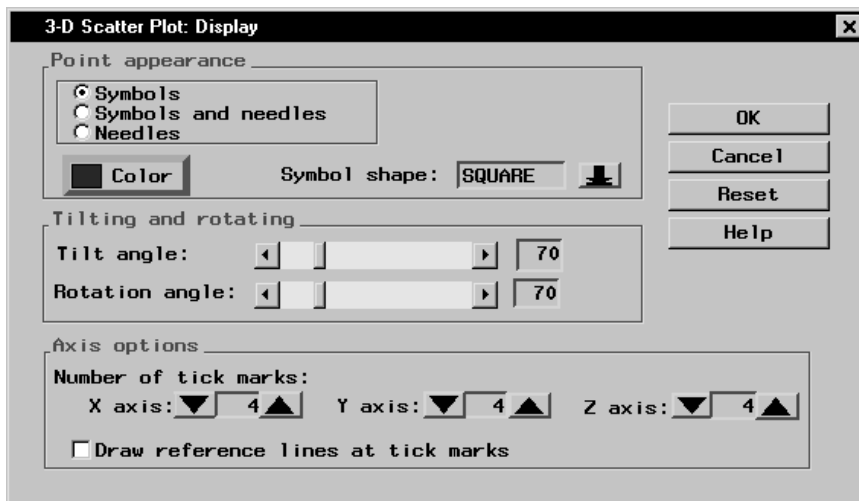 3-D Scatter Plot: Display
Point appearance
Symbols
Symbols and needles
Needles
Color
Symbol shape: SQUARE
OK
Cancel
Reset
Help
Tilting and rotating
Tilt angle: 70
Rotation angle: 70
Axis options
Number of tick marks:
X axis: 4 Y axis: 4 Z axis: 4
Draw reference lines at tick marks